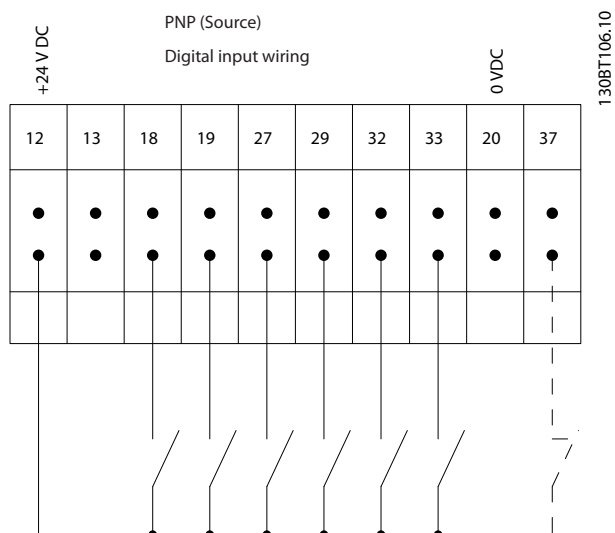 PNP (Source)
Digital input wiring
+24 V DC
0 VDC
130BT106.10
12 13 18 19 27 29 32 33 20 37